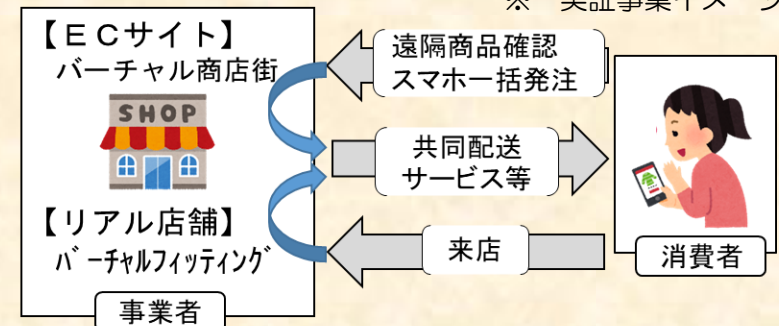 ※ 実証事業イメージ
【ＥＣサイト】
バーチャル商店街
SHOP
【リアル店舗】
ﾊﾞｰﾁｬﾙﾌｨｯﾃｨﾝｸﾞ
事業者
遠隔商品確認
スマホ一括発注
共同配送
サービス等
来店
消費者